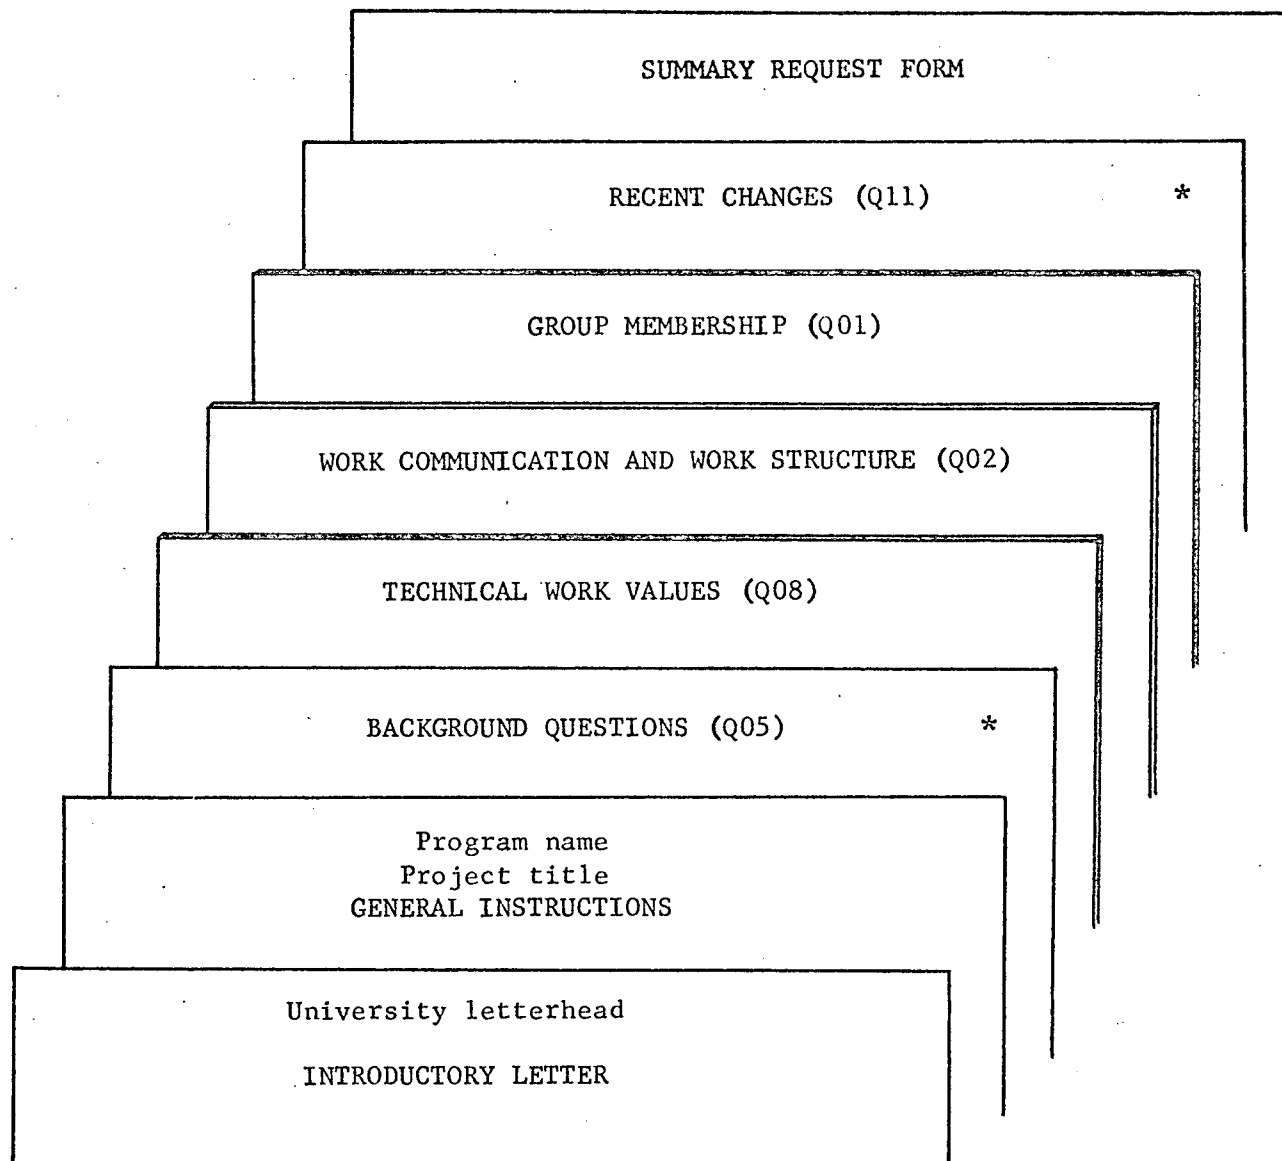 SUMMARY REQUEST FORM
RECENT CHANGES (Q11) *
GROUP MEMBERSHIP (Q01)
WORK COMMUNICATION AND WORK STRUCTURE (Q02)
TECHNICAL WORK VALUES (Q08)
BACKGROUND QUESTIONS (Q05) *
Program name
Project title
GENERAL INSTRUCTIONS
University letterhead
INTRODUCTORY LETTER